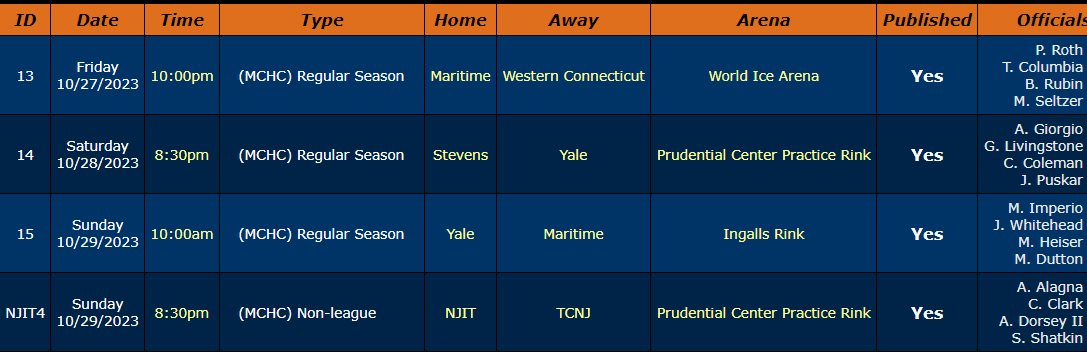 ID Date Time Type Home Away Arena Published Officials
13 Friday 10/27/2023 10:00pm (MCHC) Regular Season Maritime Western Connecticut World Ice Arena Yes P. Roth
T. Columbia
B. Rubin
M. Seltzer
14 Saturday 10/28/2023 8:30pm (MCHC) Regular Season Stevens Yale Prudential Center Practice Rink Yes A. Giorgio
G. Livingstone
C. Coleman
J. Puskar
15 Sunday 10/29/2023 10:00am (MCHC) Regular Season Yale Maritime Ingalls Rink Yes M. Imperio
J. Whitehead
M. Heiser
M. Dutton
NJIT4 Sunday 10/29/2023 8:30pm (MCHC) Non-league NJIT TCNJ Prudential Center Practice Rink Yes A. Alagna
C. Clark
A. Dorsey II
S. Shatkin